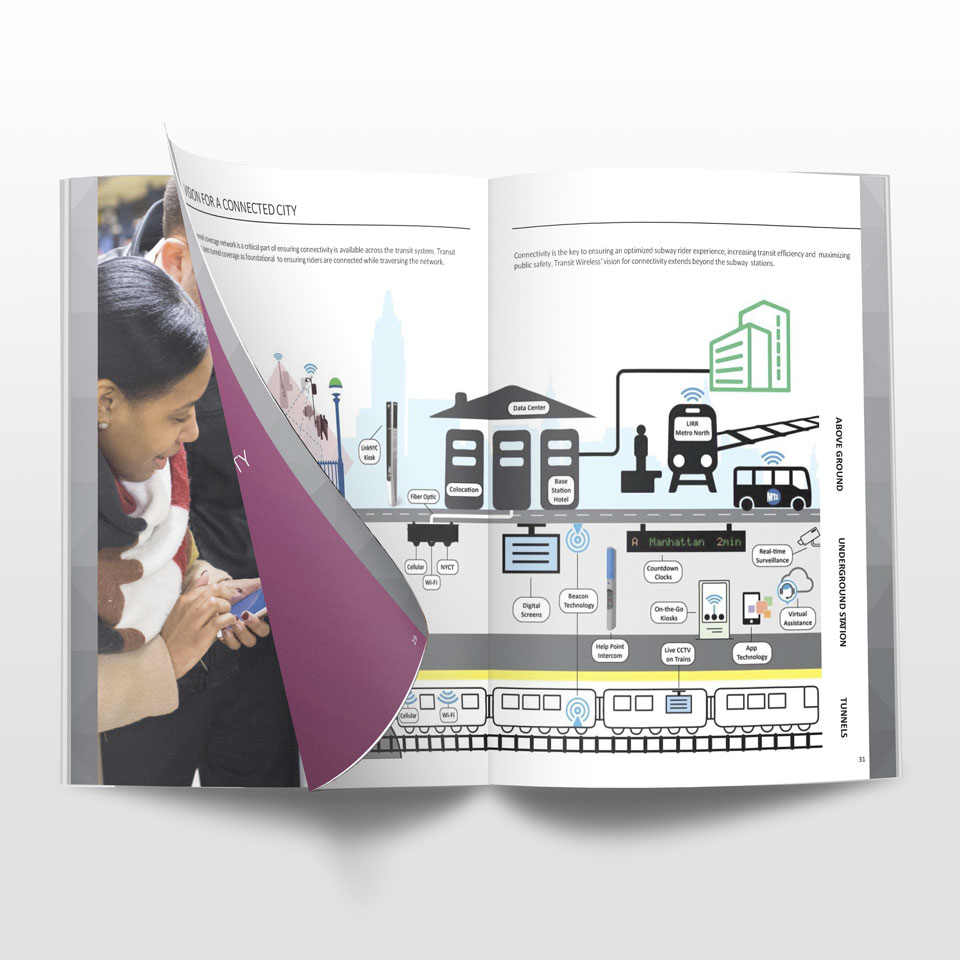 VISION FOR A CONNECTED CITY
coverage network is a critical part of ensuring connectivity is available across the transit system. Transit
tunnel coverage as foundational to ensuring riders are connected while traversing the network.
Connectivity is the key to ensuring an optimized subway rider experience, increasing transit efficiency and maximizing
public safety. Transit Wireless' vision for connectivity extends beyond the subway stations.
TY
29
LinkNYC
Kiosk
Data Center
Colocation
Base
Station
Hotel
LIRR
Metro North
MTA
ABOVE GROUND
Fiber Optic
Cellular
Wi-Fi
NYCT
Digital
Screens
Beacon
Technology
A Manhattan 2min
Countdown
Clocks
Real-time
Surveillance
Help Point
Intercom
On-the-Go
Kiosks
Live CCTV
on Trains
App
Technology
Virtual
Assistance
UNDERGROUND STATION
Cellular
Wi-Fi
TUNNELS
31